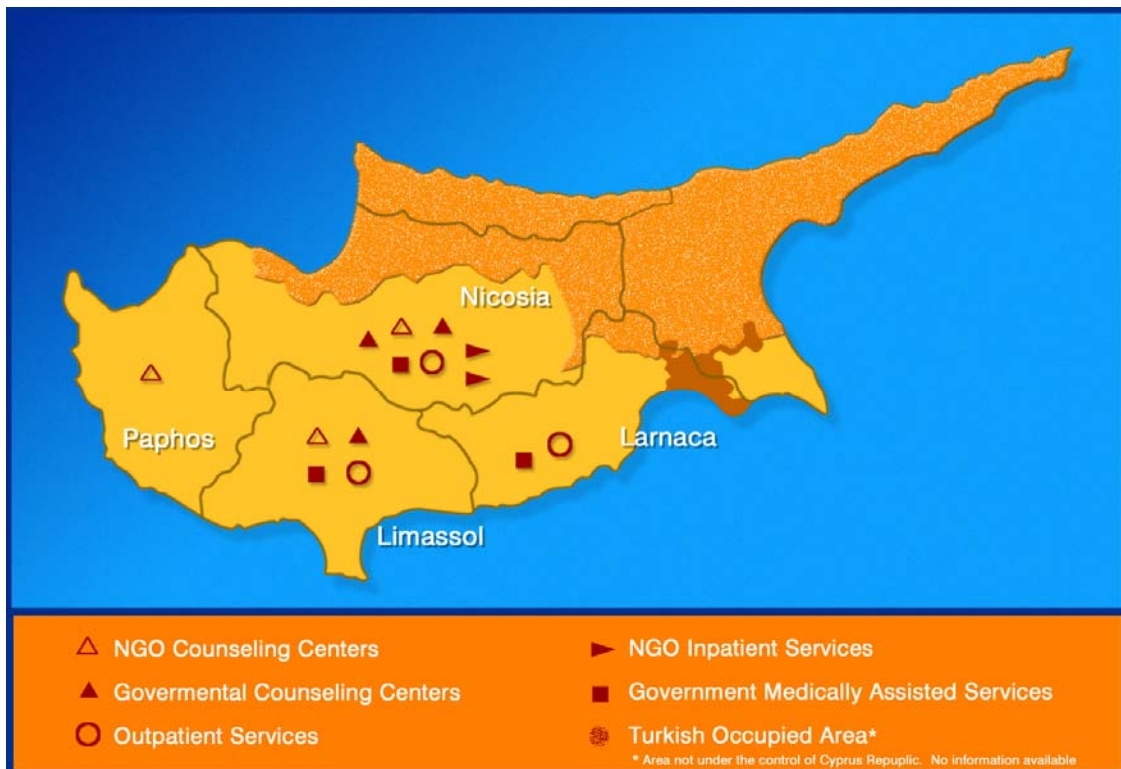 Nicosia
Paphos
Larnaca
Limassol
NGO Counseling Centers
Govermental Counseling Centers
Outpatient Services
NGO Inpatient Services
Government Medically Assisted Services
Turkish Occupied Area*
* Area not under the control of Cyprus Repuplic. No information available